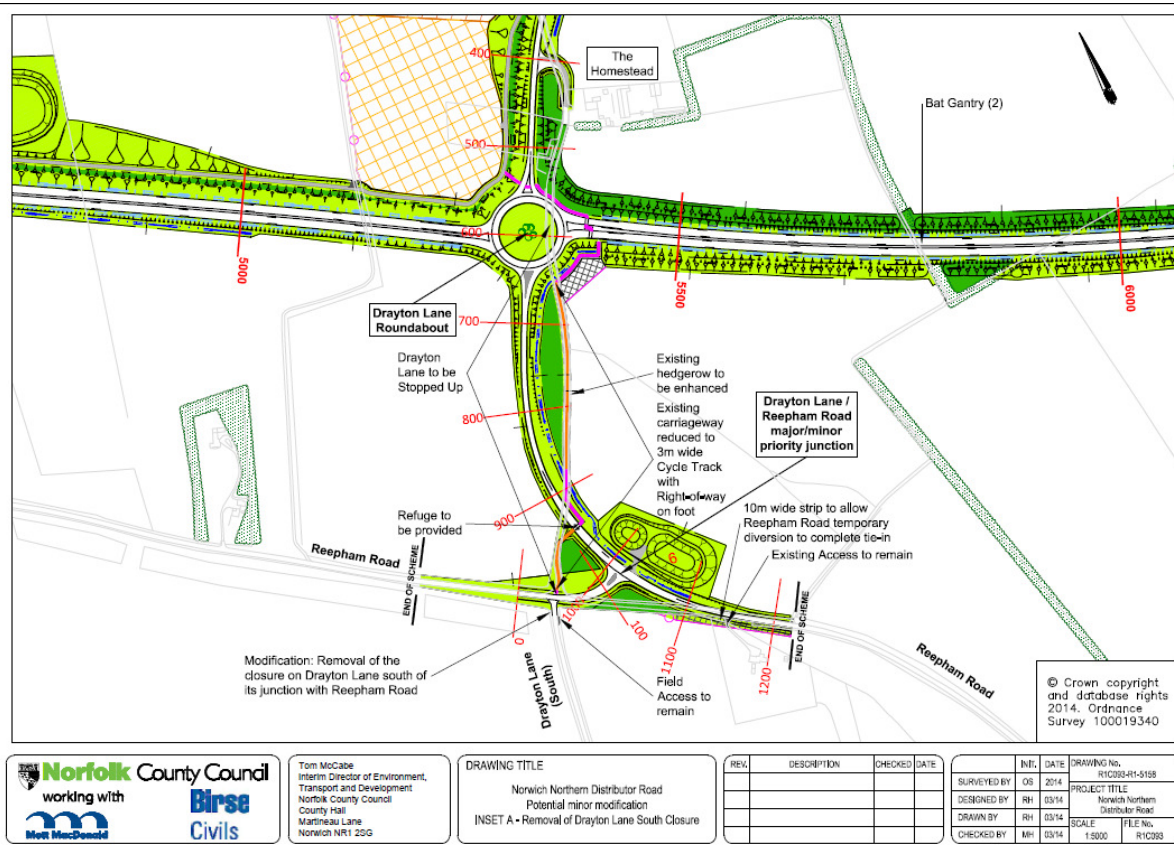 400
The
Homestead
Bat Gantry (2)
500
600
68
5000
5500
6000
Drayton Lane
Roundabout
700
Drayton
Lane to be
Stopped Up
Existing
hedgerow to
be enhanced
800
Existing
carriageway
reduced to
3m wide
Cycle Track
with
Right-of-way
on foot
Drayton Lane /
Reepham Road
major/minor
priority junction
900
Refuge to
be provided
10m wide strip to allow
Reepham Road temporary
diversion to complete tie-in
Existing Access to remain
6
Reepham Road
END OF SCHEME
0
1000
100
1100
1200
END OF SCHEME
Reepham Road
Modification: Removal of the
closure on Drayton Lane south of
its junction with Reepham Road
Drayton Lane
(South)
Field
Access to
remain
© Crown copyright
and database rights
2014. Ordnance
Survey 100019340
Norfolk County Council
working with
Mott MacDonald
Birse
Civils
Tom McCabe
Interim Director of Environment,
Transport and Development
Norfolk County Council
County Hall
Martineau Lane
Norwich NR1 2SG
DRAWING TITLE
Norwich Northern Distributor Road
Potential minor modification
INSET A - Removal of Drayton Lane South Closure
REV. DESCRIPTION CHECKED DATE
INIT. DATE
SURVEYED BY OS 2014
DESIGNED BY RH 03/14
DRAWN BY RH 03/14
CHECKED BY MH 03/14
DRAWING No.
R1C093-R1-5158
PROJECT TITLE
Norwich Northern
Distributor Road
SCALE
1:5000
FILE No.
R1C093